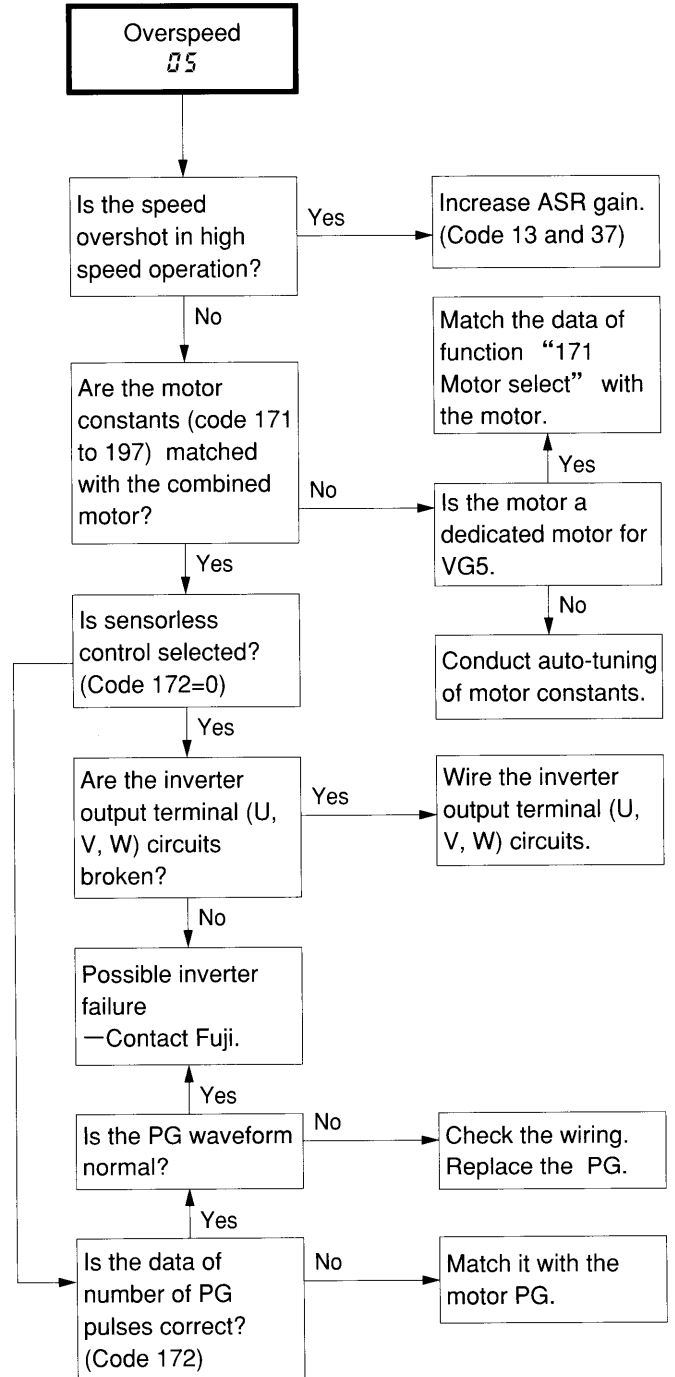 Overspeed
05
Is the speed
overshot in high
speed operation?
Yes
Increase ASR gain.
(Code 13 and 37)
No
Match the data of
function “171
Motor select” with
the motor.
Are the motor
constants (code 171
to 197) matched
with the combined
motor?
No
Yes
Is the motor a
dedicated motor for
VG5.
Yes
No
Is sensorless
control selected?
(Code 172=0)
Conduct auto-tuning
of motor constants.
Yes
Are the inverter
output terminal (U,
V, W) circuits
broken?
Yes
Wire the inverter
output terminal (U,
V, W) circuits.
No
Possible inverter
failure
—Contact Fuji.
Yes
Is the PG waveform
normal?
No
Check the wiring.
Replace the PG.
Yes
Is the data of
number of PG
pulses correct?
(Code 172)
No
Match it with the
motor PG.